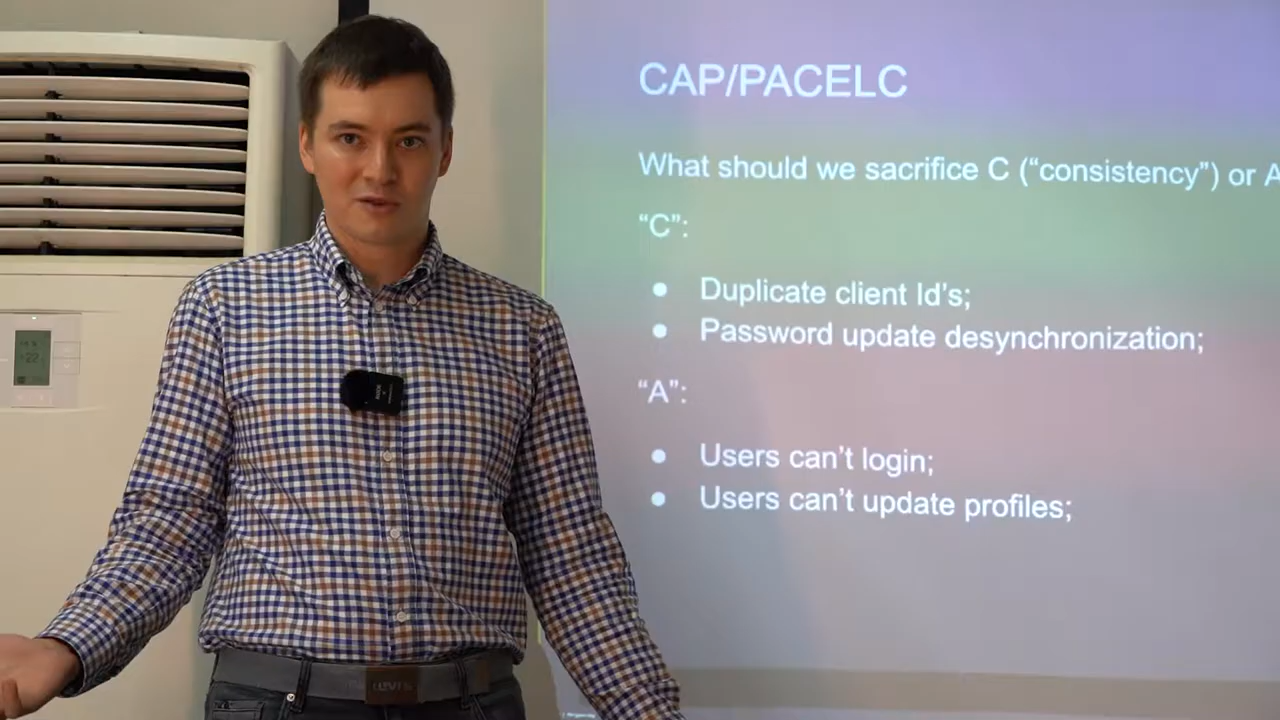 CAP/PACELC
What should we sacrifice C (“consistency”) or A
“C”:
● Duplicate client Id’s;
● Password update desynchronization;
“A”:
● Users can’t login;
● Users can’t update profiles;
LEVI'S